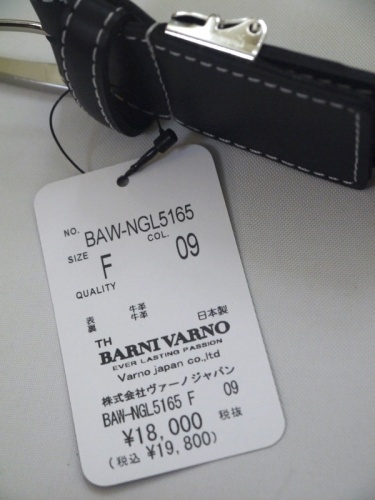 NO. BAW-NGL5165
SIZE F COL. 09
QUALITY
表 牛革
裏 牛革 日本製
TH
BARNI VARNO
EVER LASTING PASSION
Varno japan co.,ltd
株式会社ヴァーノジャパン
BAW-NGL5165 F 09
¥18,000 税抜
(税込 ¥19,800)